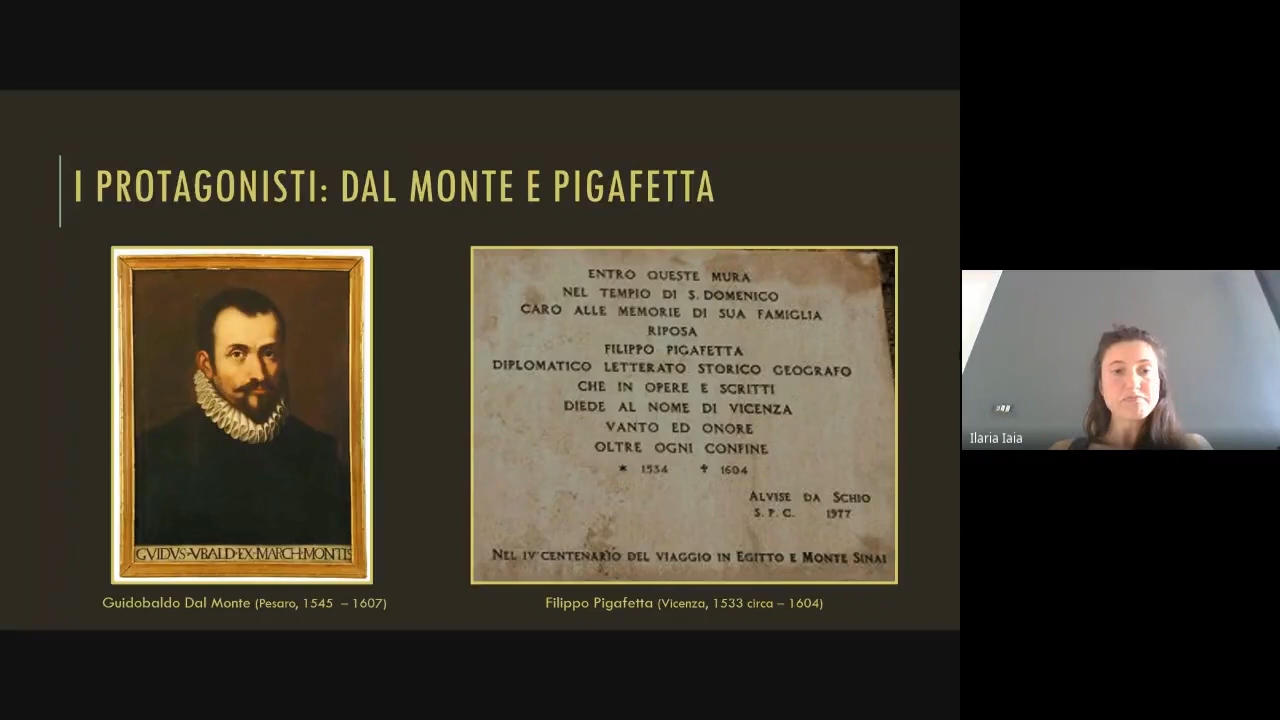 I PROTAGONISTI: DAL MONTE E PIGAFETTA
GVIDVS·VBALD·EX·MARCH·MONTIS
Guidobaldo Dal Monte (Pesaro, 1545 – 1607)
ENTRO QUESTE MURA
NEL TEMPIO DI S. DOMENICO
CARO ALLE MEMORIE DI SUA FAMIGLIA
RIPOSA
FILIPPO PIGAFETTA
DIPLOMATICO LETTERATO STORICO GEOGRAFO
CHE IN OPERE E SCRITTI
DIEDE AL NOME DI VICENZA
VANTO ED ONORE
OLTRE OGNI CONFINE
* 1534 ✝ 1604
ALVISE DA SCHIO
S. P. C. 1977
NEL IV CENTENARIO DEL VIAGGIO IN EGITTO E MONTE SINAI
Filippo Pigafetta (Vicenza, 1533 circa – 1604)
Ilaria Iaia